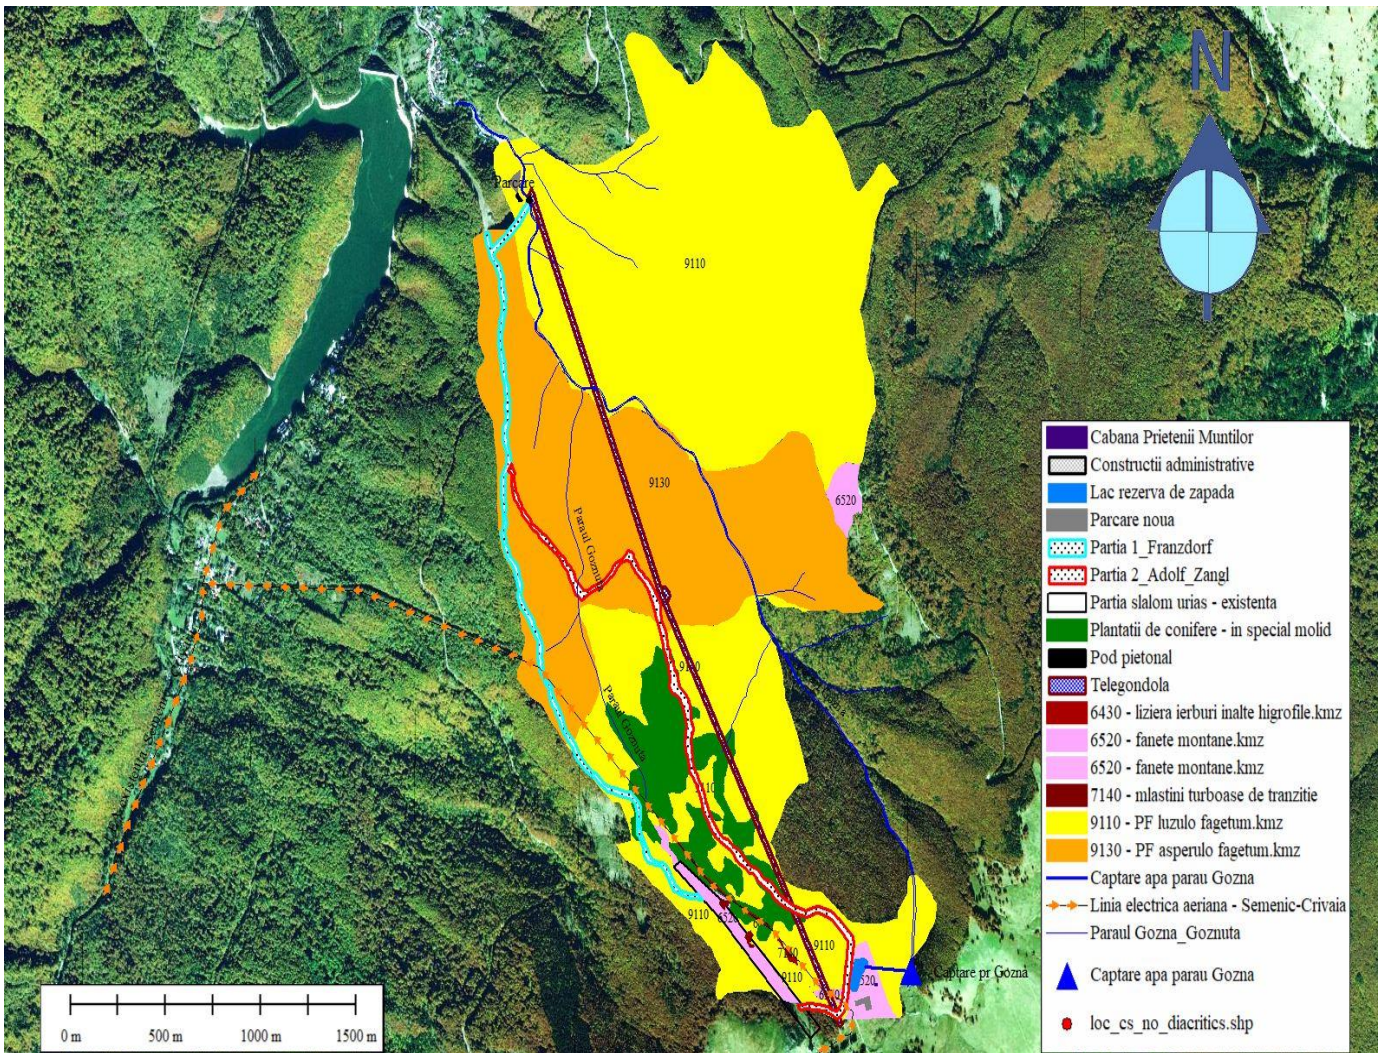 N
Parcare
9110
9130
6520
Paraul Goznuta
Paraul Goznuta
9110
6520
9110
9110
9110
Captare pr Gozna
Cabana Prietenii Muntilor
Constructii administrative
Lac rezerva de zapada
Parcare noua
Partia 1_Franzdorf
Partia 2_Adolf_Zangl
Partia slalom urias - existenta
Plantatii de conifere - in special molid
Pod pietonal
Telegondola
6430 - liziera ierburi inalte higrofile.kmz
6520 - fanete montane.kmz
6520 - fanete montane.kmz
7140 - mlastini turboase de tranzitie
9110 - PF luzulo fagetum.kmz
9130 - PF asperulo fagetum.kmz
Captare apa parau Gozna
Linia electrica aeriana - Semenic-Crivaia
Paraul Gozna_Goznuta
Captare apa parau Gozna
loc_cs_no_diacritics.shp
0 m 500 m 1000 m 1500 m